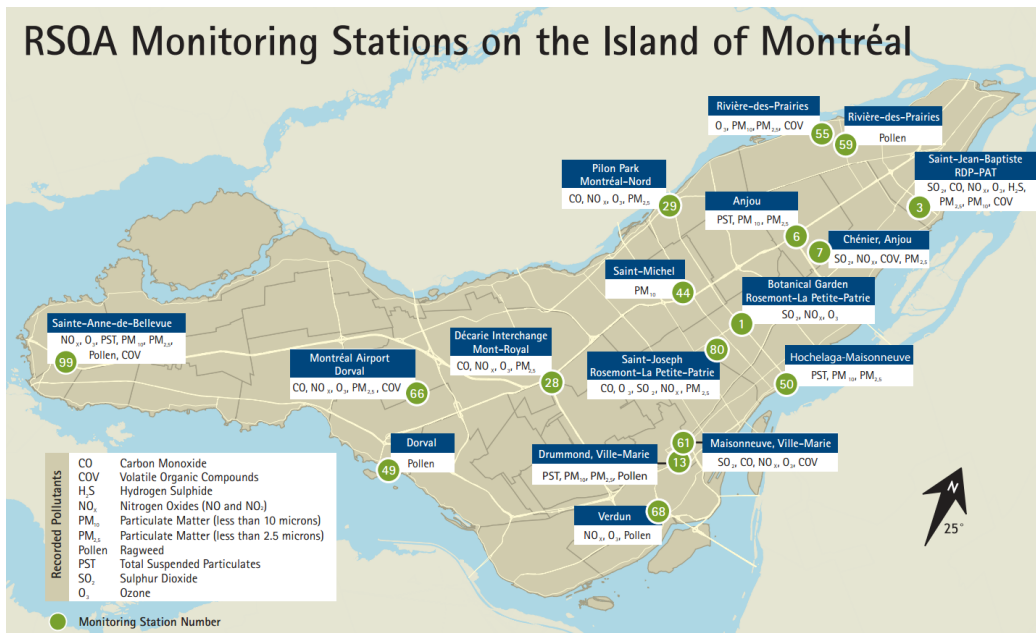 RSQA Monitoring Stations on the Island of Montréal
Rivière-des-Prairies
O₃, PM₁₀, PM₂,₅, COV
55
Rivière-des-Prairies
Pollen
59
Saint-Jean-Baptiste
RDP-PAT
SO₂, CO, NOₓ, O₃, H₂S,
PM₂,₅, PM₁₀, COV
3
Pilon Park
Montréal-Nord
CO, NOₓ, O₃, PM₂,₅
29
Anjou
PST, PM₁₀, PM₂,₅
6
Chénier, Anjou
SO₂, NOₓ, COV, PM₂,₅
7
Saint-Michel
PM₁₀
44
Botanical Garden
Rosemont-La Petite-Patrie
SO₂, NOₓ, O₃
1
Sainte-Anne-de-Bellevue
NOₓ, O₃, PST, PM₁₀, PM₂,₅,
Pollen, COV
99
Montréal Airport
Dorval
CO, NOₓ, O₃, PM₂,₅, COV
66
Décarie Interchange
Mont-Royal
CO, NOₓ, O₃, PM₂,₅
28
Saint-Joseph
Rosemont-La Petite-Patrie
CO, O₃, SO₂, NOₓ, PM₂,₅
80
Hochelaga-Maisonneuve
PST, PM₁₀, PM₂,₅
50
Dorval
Pollen
49
Drummond, Ville-Marie
PST, PM₁₀, PM₂,₅, Pollen
13
61
Maisonneuve, Ville-Marie
SO₂, CO, NOₓ, O₃, COV
Verdun
NOₓ, O₃, Pollen
68
N
25°
Recorded Pollutants
CO Carbon Monoxide
COV Volatile Organic Compounds
H₂S Hydrogen Sulphide
NOₓ Nitrogen Oxides (NO and NO₂)
PM₁₀ Particulate Matter (less than 10 microns)
PM₂,₅ Particulate Matter (less than 2.5 microns)
Pollen Ragweed
PST Total Suspended Particulates
SO₂ Sulphur Dioxide
O₃ Ozone
Monitoring Station Number